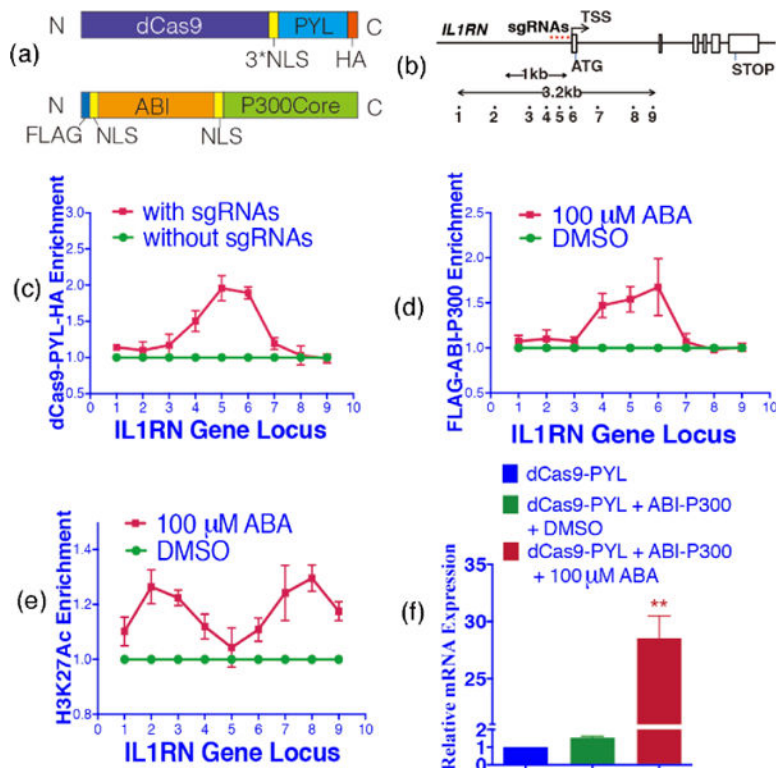 (a)
N dCas9 PYL C
3*NLS HA
N ABI P300Core C
FLAG NLS NLS
(b)
IL1RN sgRNAs TSS
ATG STOP
1kb
3.2kb
1 2 3 4 5 6 7 8 9
(c)
with sgRNAs
without sgRNAs
dCas9-PYL-HA Enrichment
3.0
2.5
2.0
1.5
1.0
0.5
0 1 2 3 4 5 6 7 8 9 10
IL1RN Gene Locus
(d)
100 µM ABA
DMSO
FLAG-ABI-P300 Enrichment
2.5
2.0
1.5
1.0
0.5
0 1 2 3 4 5 6 7 8 9 10
IL1RN Gene Locus
(e)
100 µM ABA
DMSO
H3K27Ac Enrichment
1.4
1.2
1.0
0.8
0 1 2 3 4 5 6 7 8 9 10
IL1RN Gene Locus
(f)
dCas9-PYL
dCas9-PYL + ABI-P300
+ DMSO
dCas9-PYL + ABI-P300
+ 100 µM ABA
Relative mRNA Expression
35
30
25
2
1
0
**